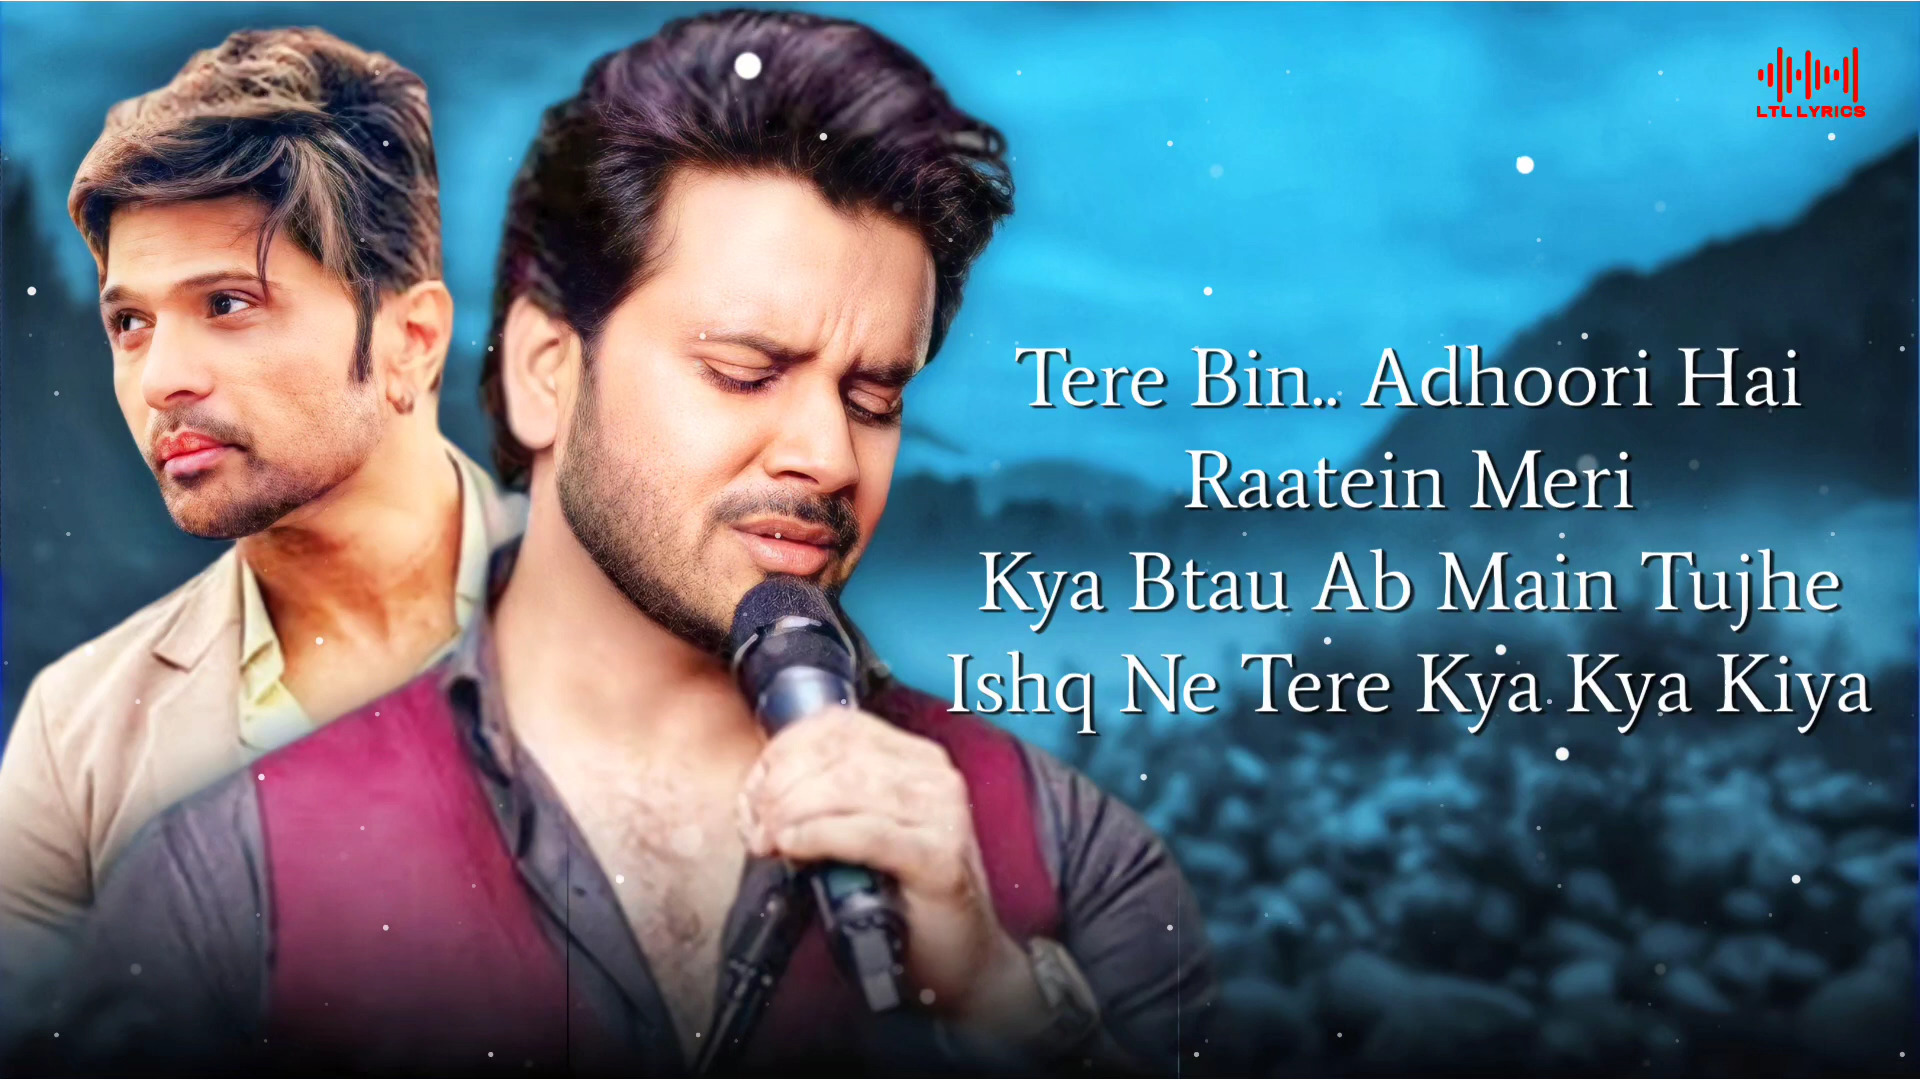 LTL LYRICS
Tere Bin.. Adhoori Hai
Raatein Meri
Kya Btau Ab Main Tujhe
Ishq Ne Tere Kya Kya Kiya